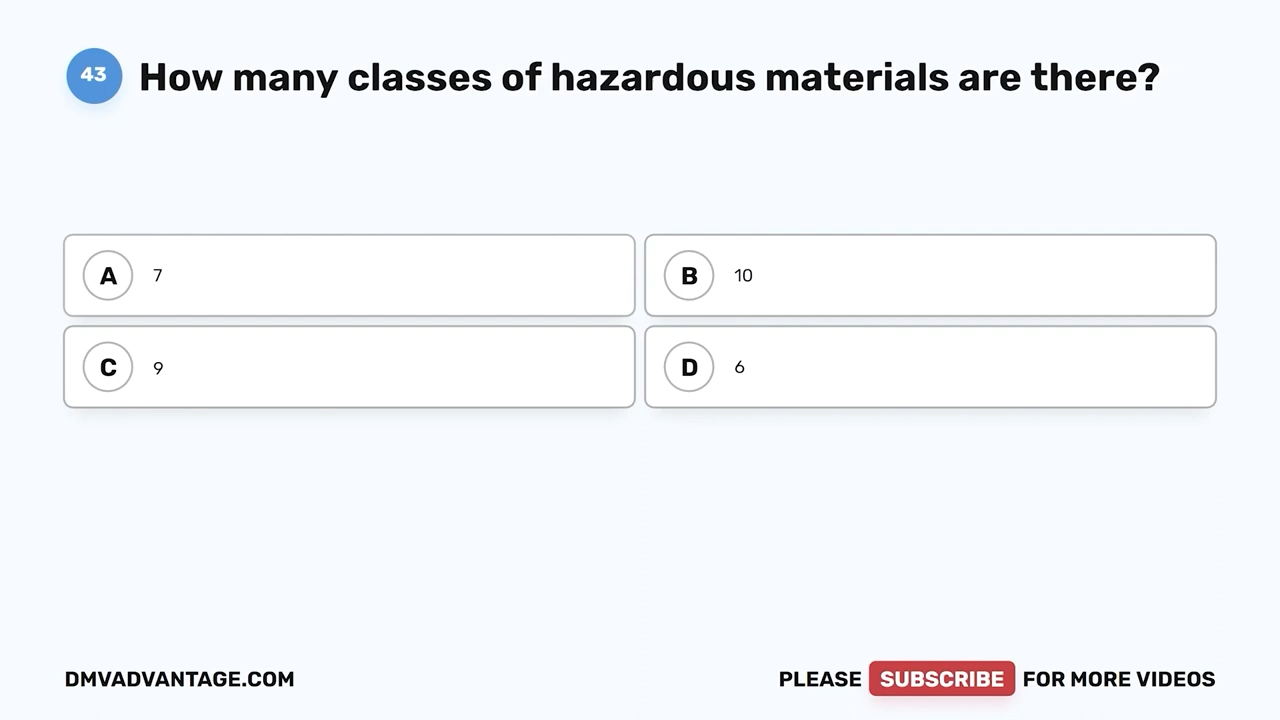 43 How many classes of hazardous materials are there?
A 7
B 10
C 9
D 6
DMVADVANTAGE.COM
PLEASE SUBSCRIBE FOR MORE VIDEOS